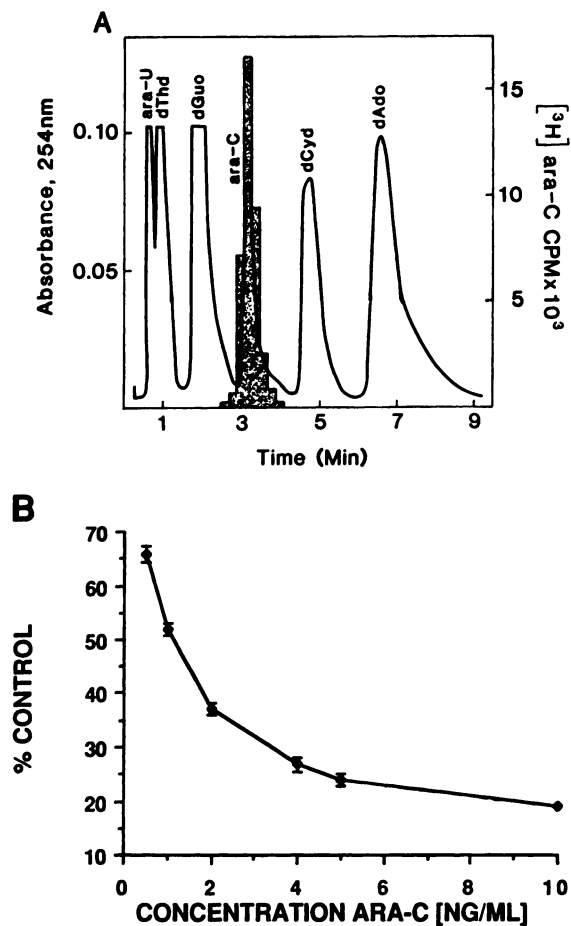 A
Absorbance, 254nm
0.10
0.05
ara-U
dThd
dGuo
ara-C
dCyd
dAdo
15
10
5
[³H] ara-C CPMx10³
1 3 5 7 9
Time (Min)
B
% CONTROL
70
60
50
40
30
20
10
0 2 4 6 8 10
CONCENTRATION ARA-C [NG/ML]